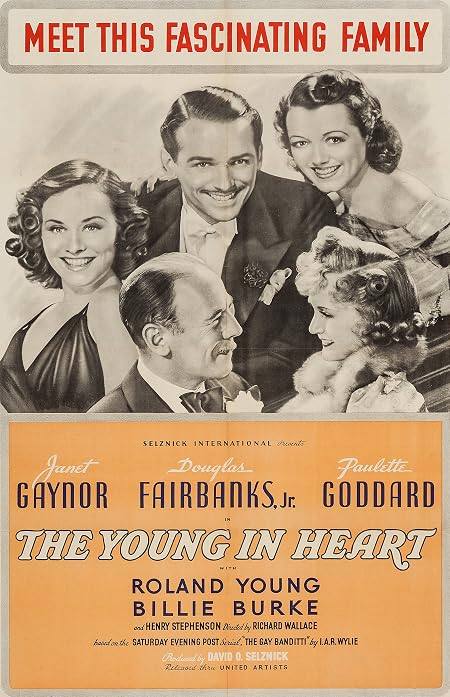 MEET THIS FASCINATING FAMILY
SELZNICK INTERNATIONAL Presents
Janet GAYNOR Douglas FAIRBANKS, Jr. Paulette GODDARD
in
THE YOUNG IN HEART
WITH
ROLAND YOUNG
BILLIE BURKE
and HENRY STEPHENSON Directed by RICHARD WALLACE
based on the SATURDAY EVENING POST Serial, "THE GAY BANDITTI" by I.A.R. WYLIE
Produced by DAVID O. SELZNICK
Released thru UNITED ARTISTS